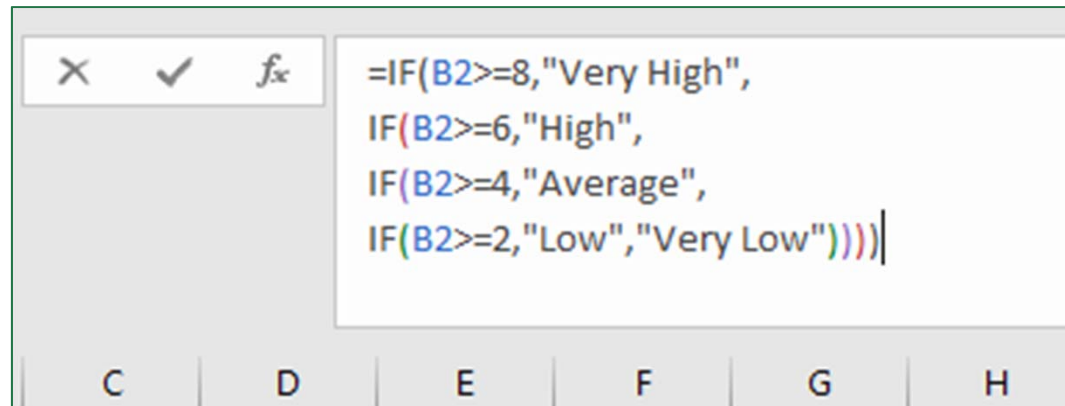 fx
=IF(B2>=8,"Very High",
IF(B2>=6,"High",
IF(B2>=4,"Average",
IF(B2>=2,"Low","Very Low"))))
C D E F G H